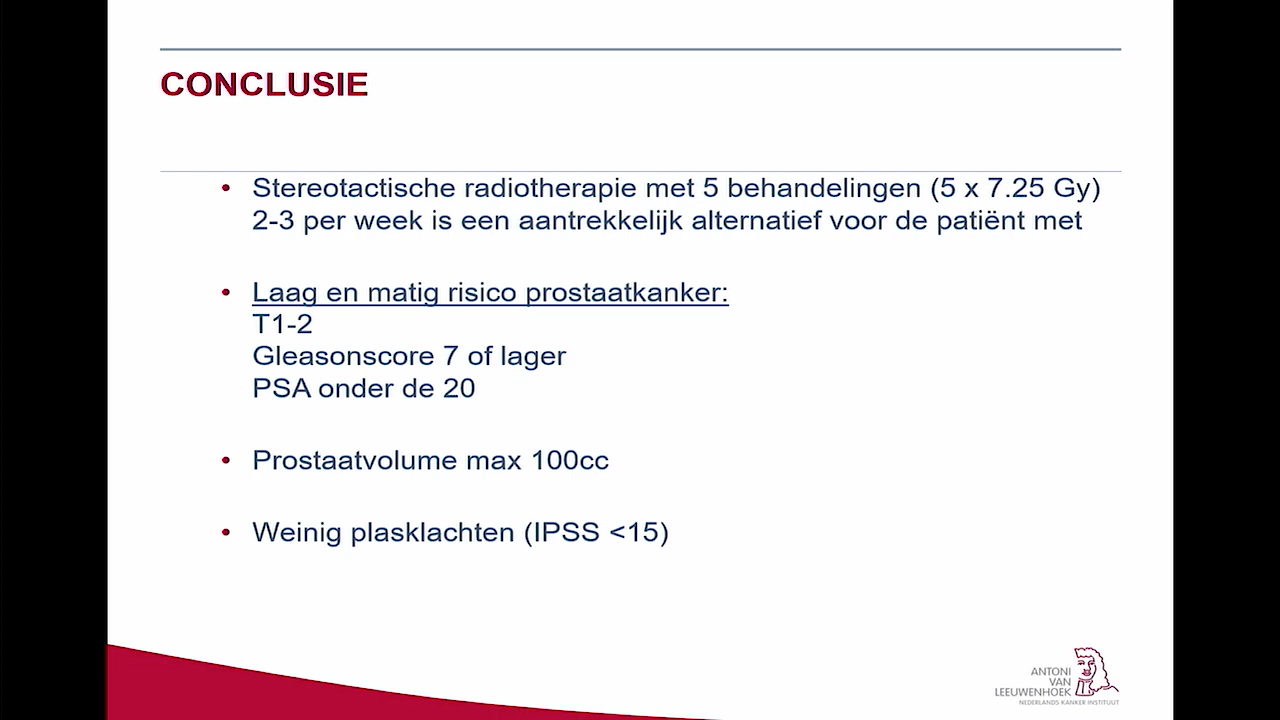 CONCLUSIE
• Stereotactische radiotherapie met 5 behandelingen (5 x 7.25 Gy)
2-3 per week is een aantrekkelijk alternatief voor de patiënt met
• Laag en matig risico prostaatkanker:
T1-2
Gleasonscore 7 of lager
PSA onder de 20
• Prostaatvolume max 100cc
• Weinig plasklachten (IPSS <15)
ANTONI
VAN
LEEUWENHOEK
NEDERLANDS KANKER INSTITUUT